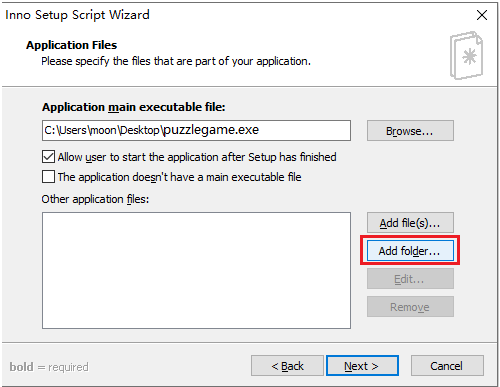 Inno Setup Script Wizard
Application Files
Please specify the files that are part of your application.
Application main executable file:
C:\Users\moon\Desktop\puzzlegame.exe
Browse...
Allow user to start the application after Setup has finished
The application doesn't have a main executable file
Other application files:
Add file(s)...
Add folder...
Edit...
Remove
bold = required
< Back
Next >
Cancel